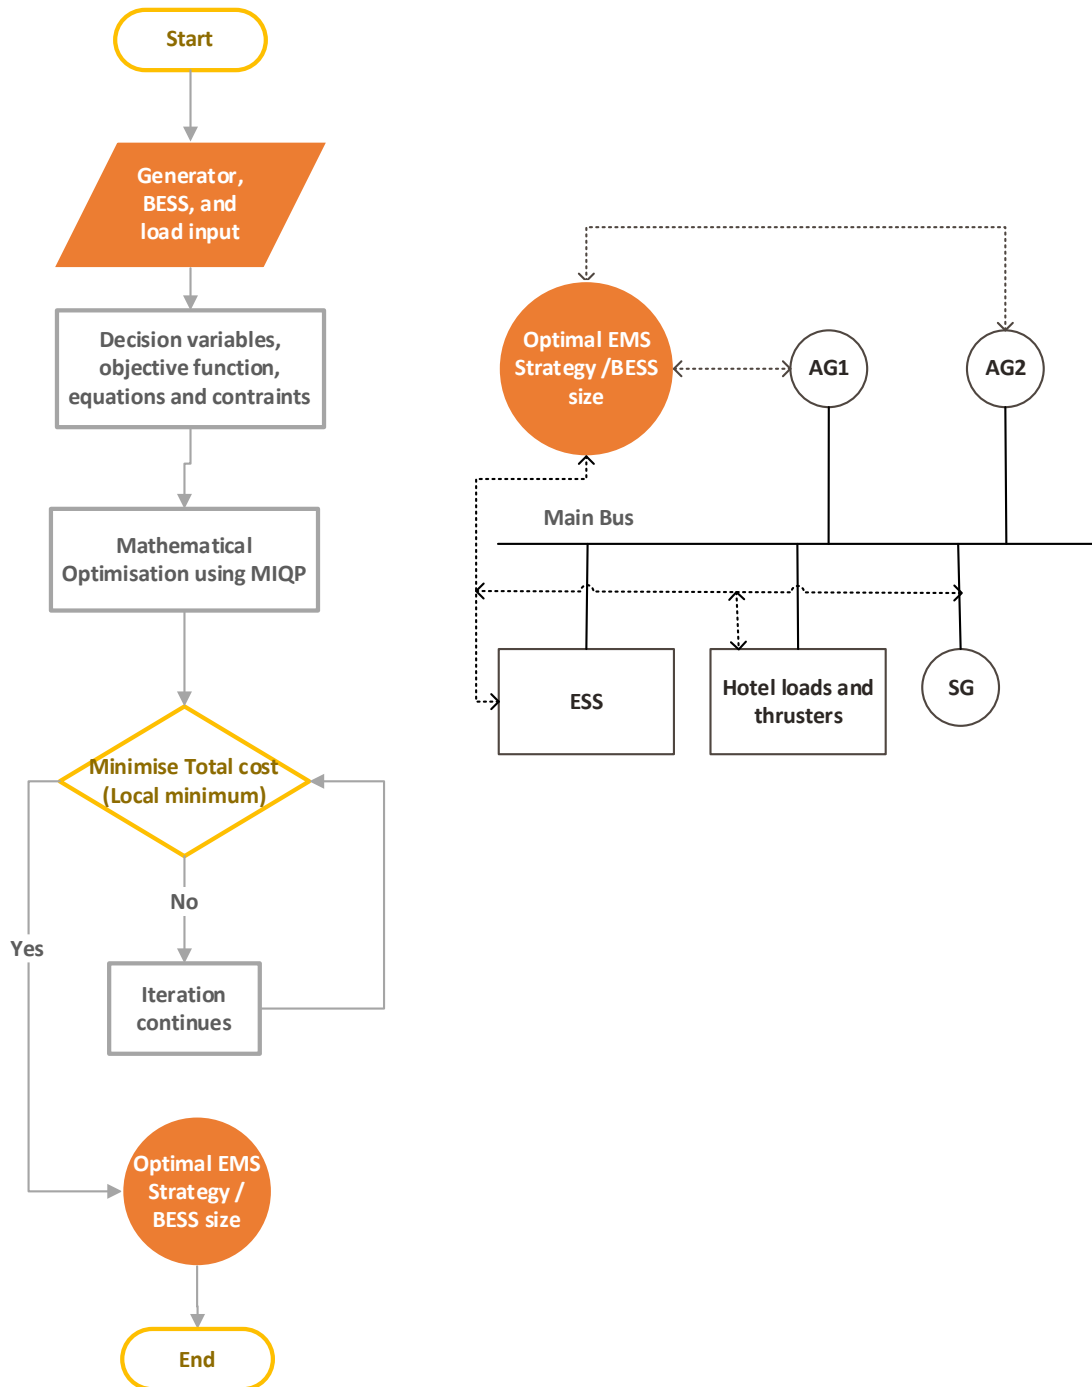 Start
Generator,
BESS, and
load input
Decision variables,
objective function,
equations and contraints
Mathematical
Optimisation using MIQP
Minimise Total cost
(Local minimum)
No
Yes
Iteration
continues
Optimal EMS
Strategy /
BESS size
End
Optimal EMS
Strategy /BESS
size
AG1
AG2
Main Bus
ESS
Hotel loads and
thrusters
SG